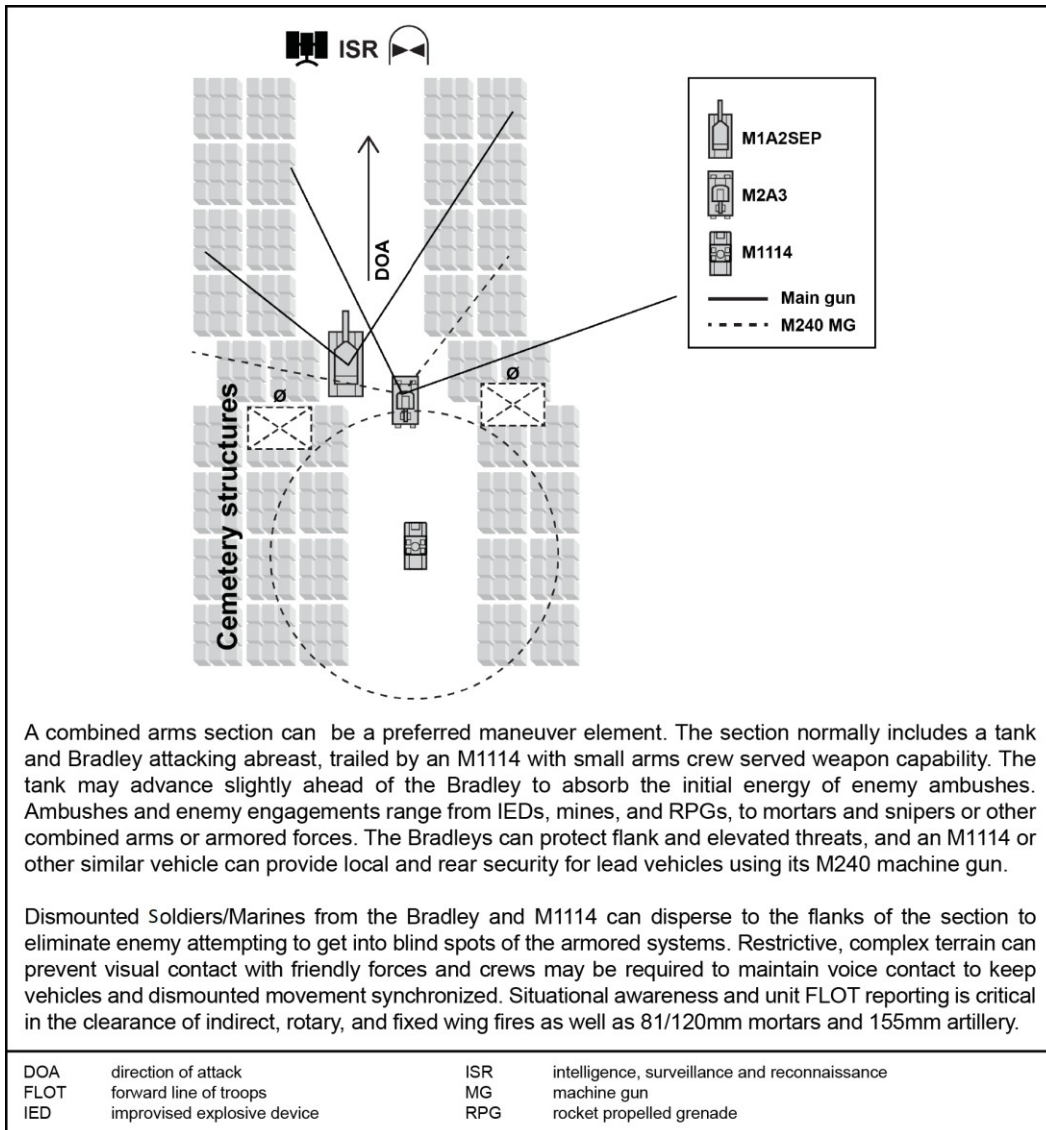 ISR
DOA
Cemetery structures
Ø
Ø
M1A2SEP
M2A3
M1114
Main gun
M240 MG
A combined arms section can  be a preferred maneuver element. The section normally includes a tank
and Bradley attacking abreast, trailed by an M1114 with small arms crew served weapon capability. The
tank may advance slightly ahead of the Bradley to absorb the initial energy of enemy ambushes.
Ambushes and enemy engagements range from IEDs, mines, and RPGs, to mortars and snipers or other
combined arms or armored forces. The Bradleys can protect flank and elevated threats, and an M1114 or
other similar vehicle can provide local and rear security for lead vehicles using its M240 machine gun.
Dismounted Soldiers/Marines from the Bradley and M1114 can disperse to the flanks of the section to
eliminate enemy attempting to get into blind spots of the armored systems. Restrictive, complex terrain can
prevent visual contact with friendly forces and crews may be required to maintain voice contact to keep
vehicles and dismounted movement synchronized. Situational awareness and unit FLOT reporting is critical
in the clearance of indirect, rotary, and fixed wing fires as well as 81/120mm mortars and 155mm artillery.
DOA direction of attack
FLOT forward line of troops
IED improvised explosive device
ISR intelligence, surveillance and reconnaissance
MG machine gun
RPG rocket propelled grenade